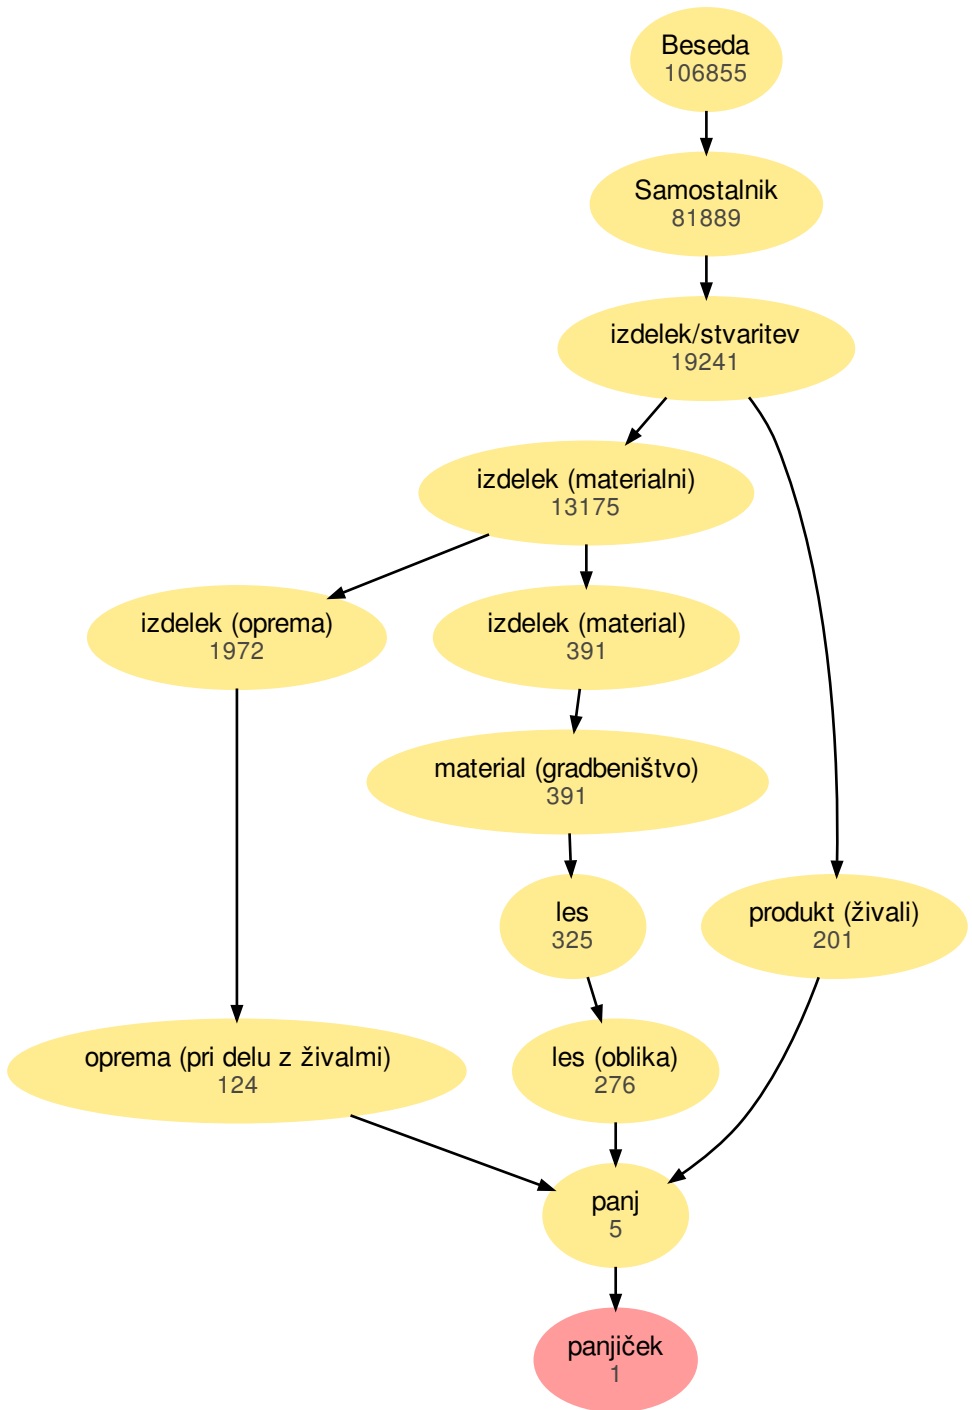 Beseda
106855
Samostalnik
81889
izdelek/stvaritev
19241
izdelek (materialni)
13175
izdelek (oprema)
1972
izdelek (material)
391
material (gradbeništvo)
391
les
325
produkt (živali)
201
oprema (pri delu z živalmi)
124
les (oblika)
276
panj
5
panjiček
1